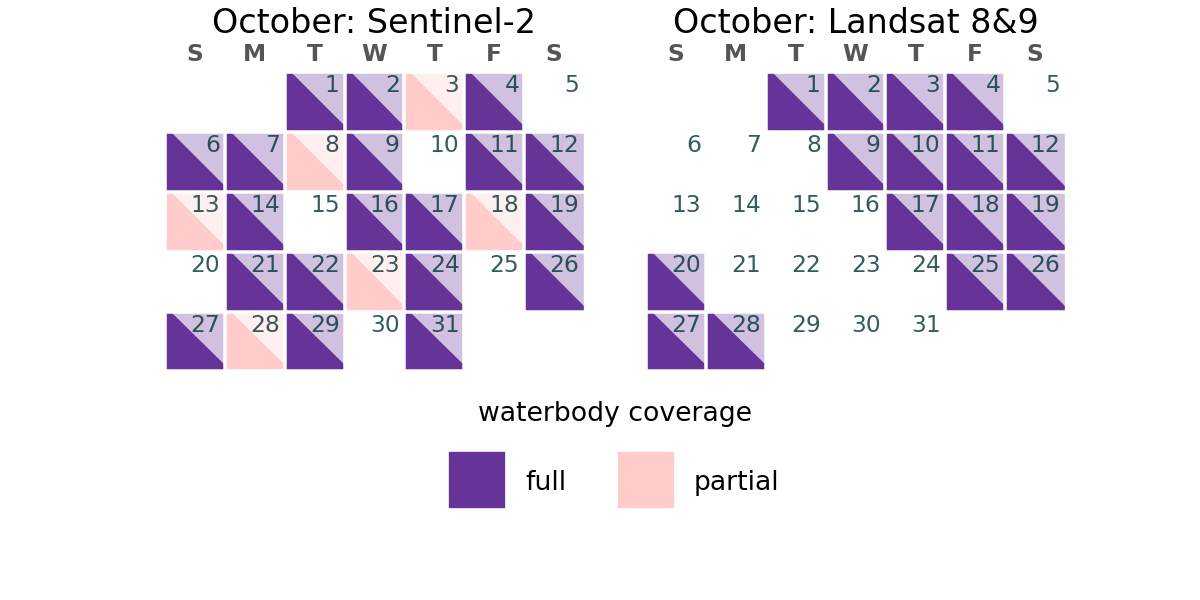 October: Sentinel-2
S M T W T F S
1 2 3 4 5
6 7 8 9 10 11 12
13 14 15 16 17 18 19
20 21 22 23 24 25 26
27 28 29 30 31
October: Landsat 8&9
S M T W T F S
1 2 3 4 5
6 7 8 9 10 11 12
13 14 15 16 17 18 19
20 21 22 23 24 25 26
27 28 29 30 31
waterbody coverage
full partial